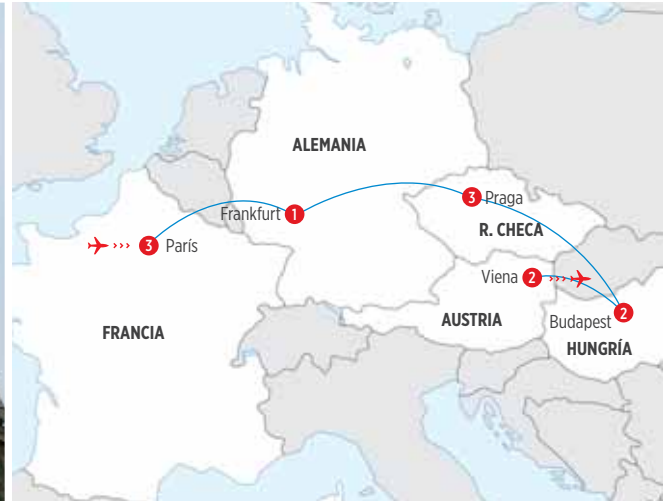 ALEMANIA
Frankfurt 1
3 Praga
R. CHECA
3 París
Viena 2
Budapest 2
AUSTRIA
HUNGRÍA
FRANCIA